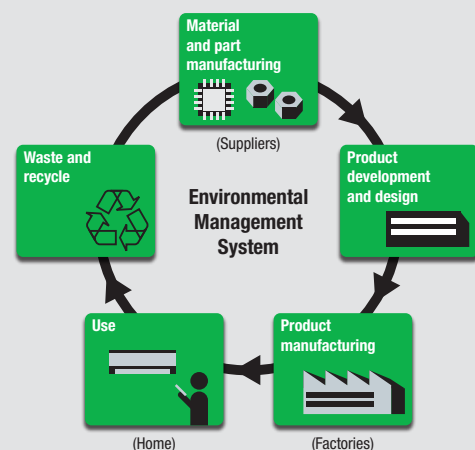 Material
and part
manufacturing
(Suppliers)
Waste and
recycle
Environmental
Management
System
Product
development
and design
Use
(Home)
Product
manufacturing
(Factories)